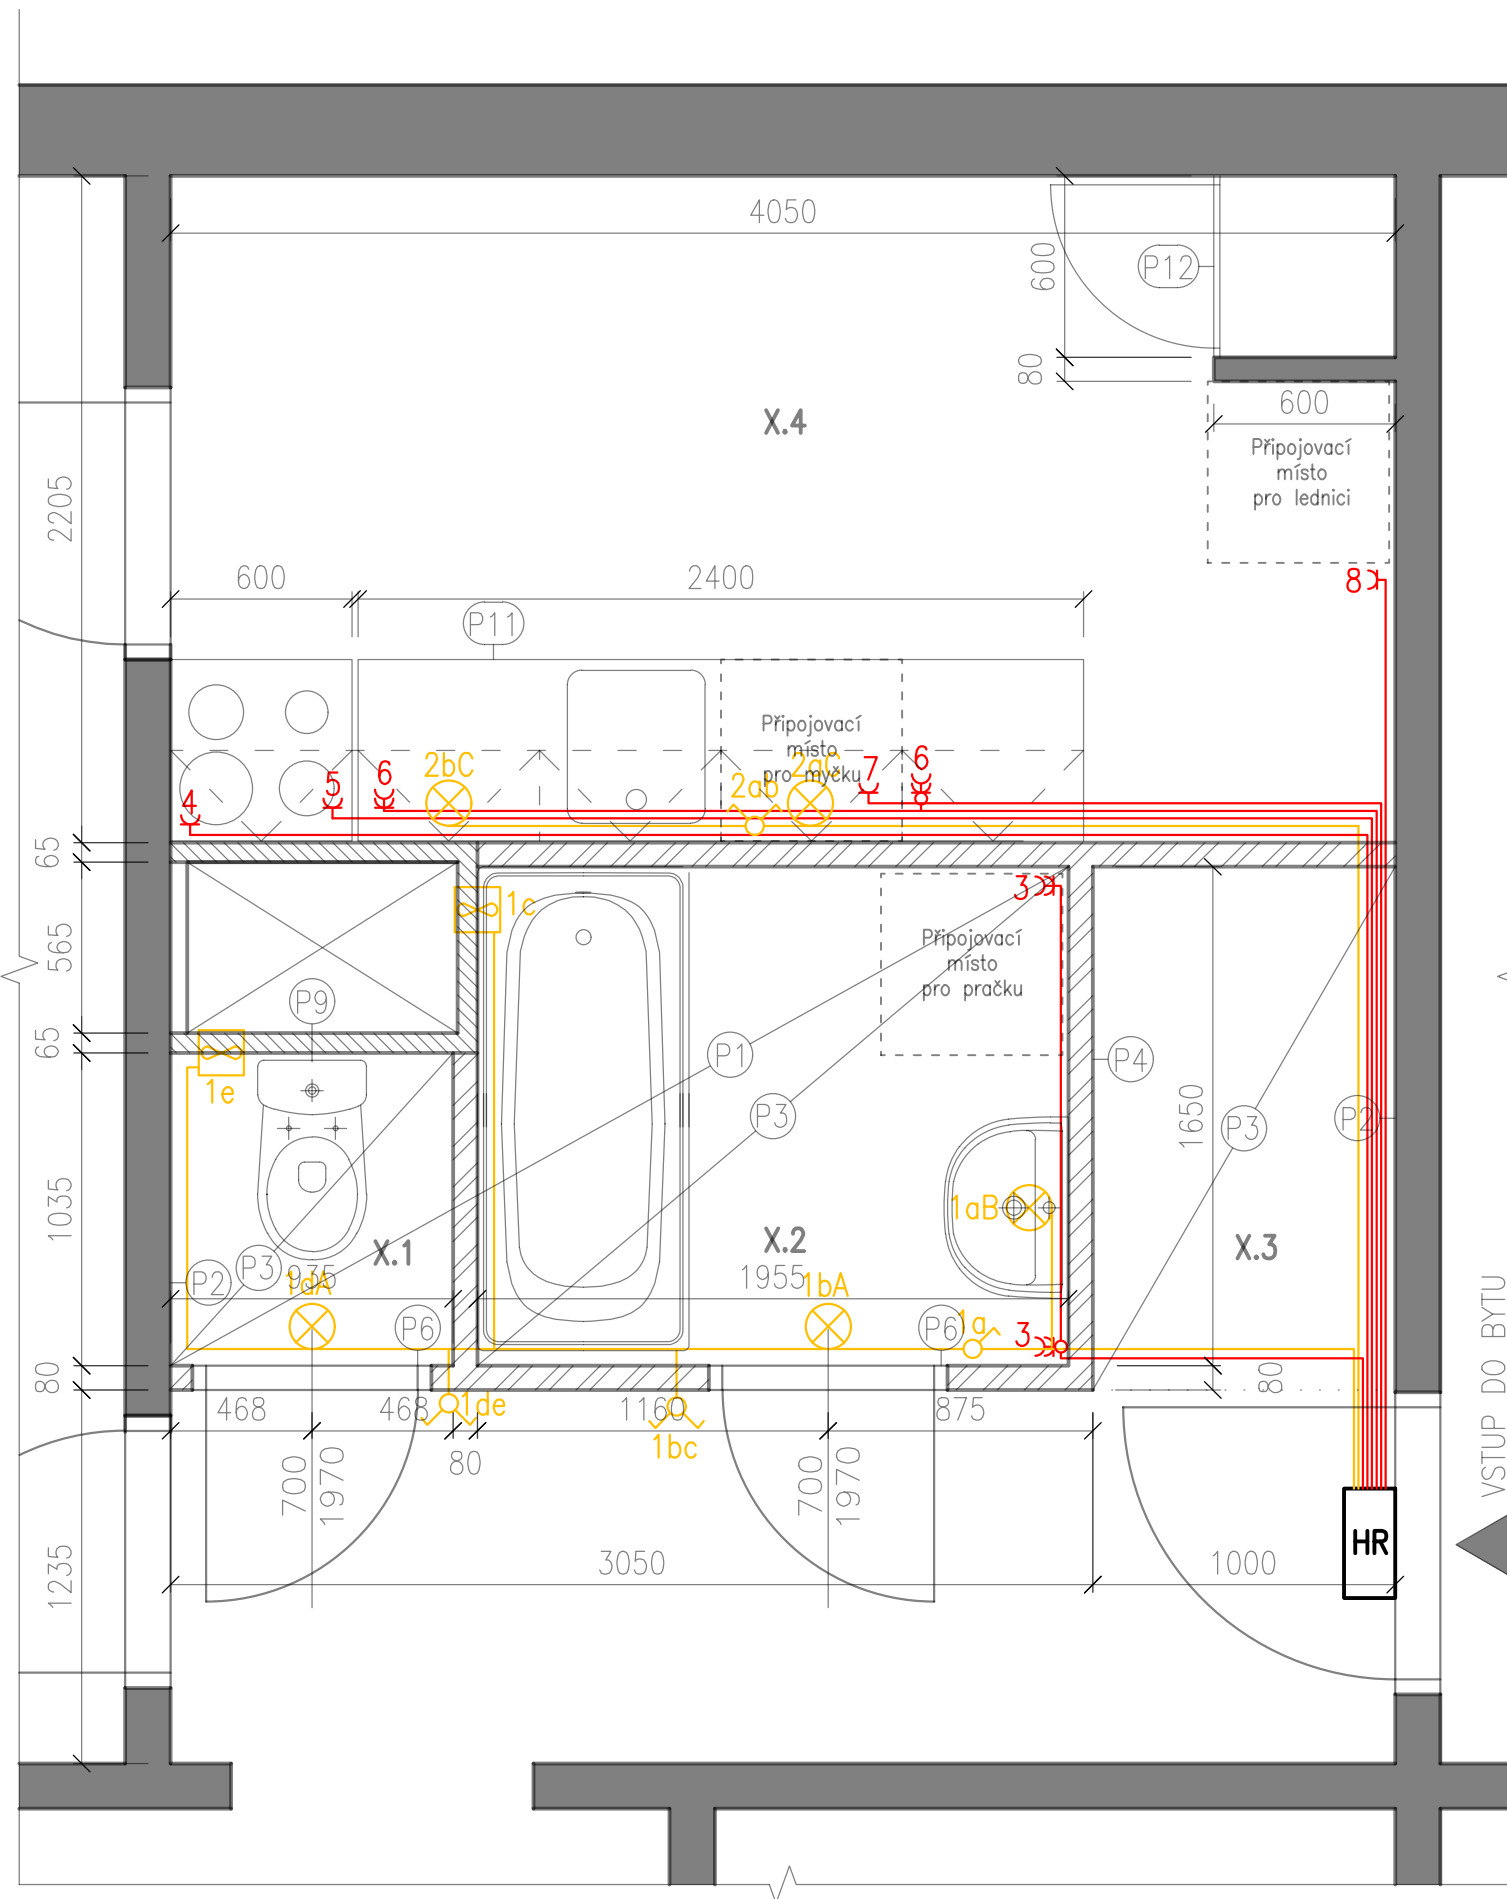 4050
600
P12
80
X.4
600
Připojovací
místo
pro lednici
2205
600
2400
8
P11
Připojovací
místo
pro myčku
2bC
2aC
7
6
5
6
2ab
4
65
3
1c
565
Připojovací
místo
pro pračku
P9
65
P1
P4
1e
P3
1650
P3
P2
1035
1aB
X.1
X.2
X.3
P3
P2
935
1dA
1955
1bA
P6
P6
1a
3
80
80
468
468
1de
1160
875
1bc
80
700
1970
700
1970
VSTUP DO BYTU
HR
1235
3050
1000